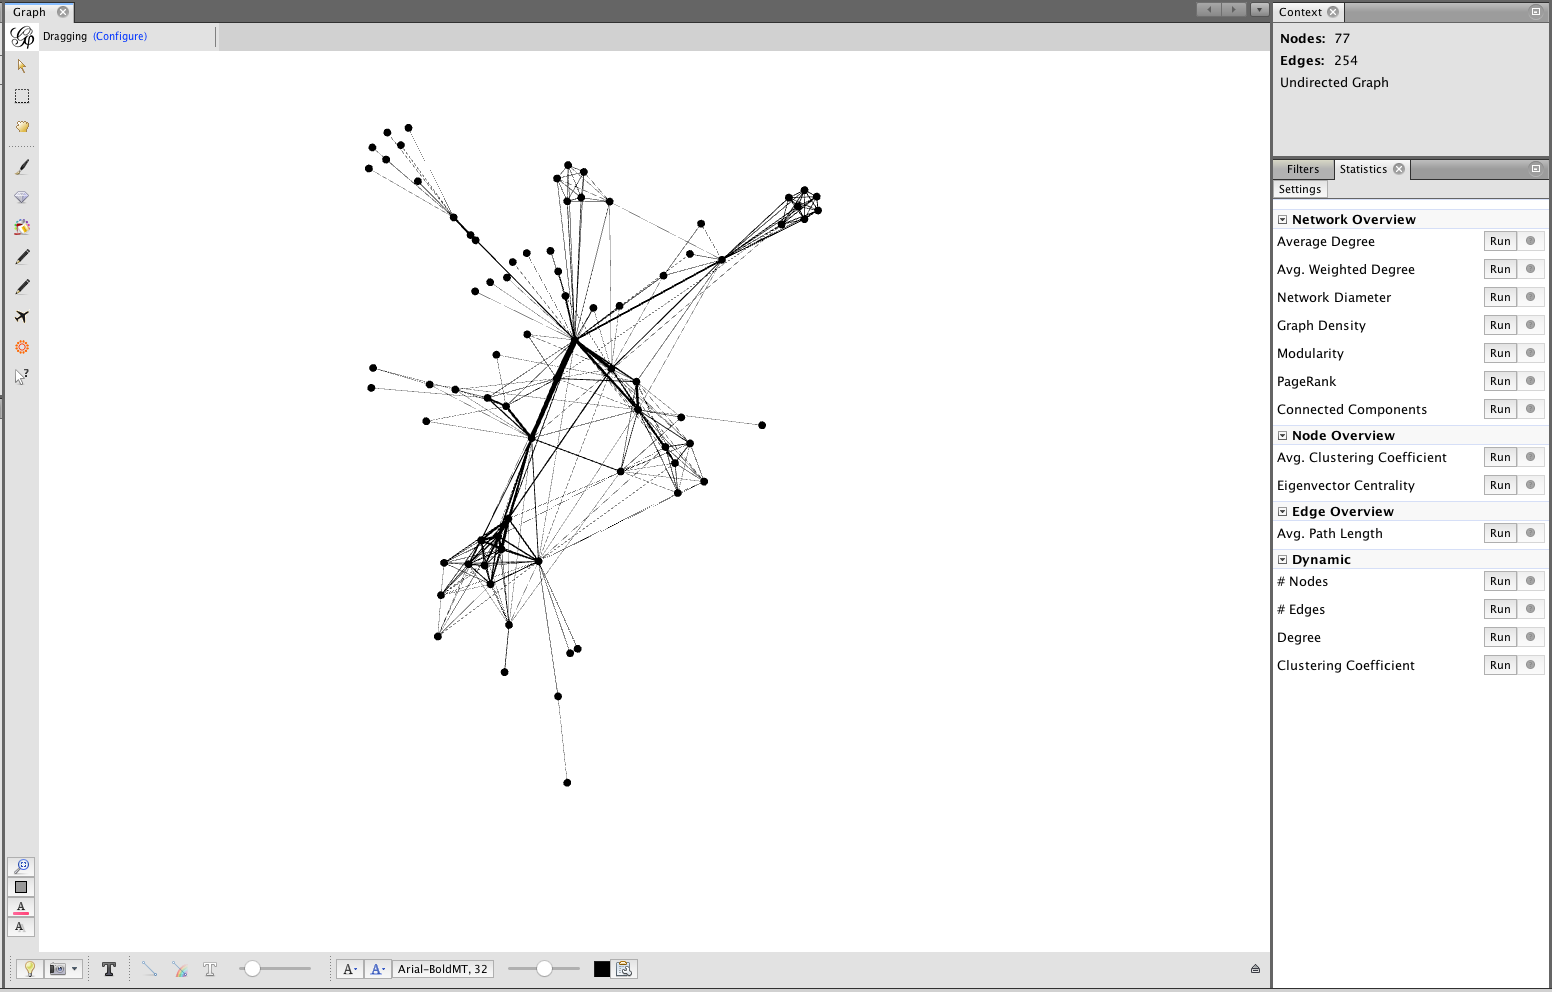 Graph
Dragging (Configure)
Context
Nodes: 77
Edges: 254
Undirected Graph
Filters
Statistics
Settings
Network Overview
Average Degree Run
Avg. Weighted Degree Run
Network Diameter Run
Graph Density Run
Modularity Run
PageRank Run
Connected Components Run
Node Overview
Avg. Clustering Coefficient Run
Eigenvector Centrality Run
Edge Overview
Avg. Path Length Run
Dynamic
# Nodes Run
# Edges Run
Degree Run
Clustering Coefficient Run
?
A
A
T
T
A- A- Arial-BoldMT, 32